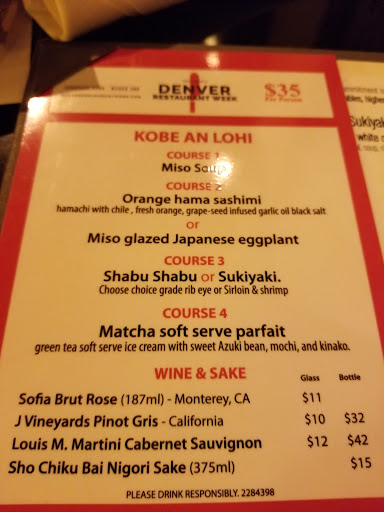 DENVER
RESTAURANT WEEK
$35
Per Person
KOBE AN LOHI
COURSE 1
Miso Soup
COURSE 2
Orange hama sashimi
hamachi with chile , fresh orange, grape-seed infused garlic oil black salt
or
Miso glazed Japanese eggplant
COURSE 3
Shabu Shabu or Sukiyaki.
Choose choice grade rib eye or Sirloin & shrimp
COURSE 4
Matcha soft serve parfait
green tea soft serve ice cream with sweet Azuki bean, mochi, and kinako.
WINE & SAKE Glass Bottle
Sofia Brut Rose (187ml) - Monterey, CA $11
J Vineyards Pinot Gris - California $10 $32
Louis M. Martini Cabernet Sauvignon $12 $42
Sho Chiku Bai Nigori Sake (375ml) $15
PLEASE DRINK RESPONSIBLY. 2284398
Sukiyak
white